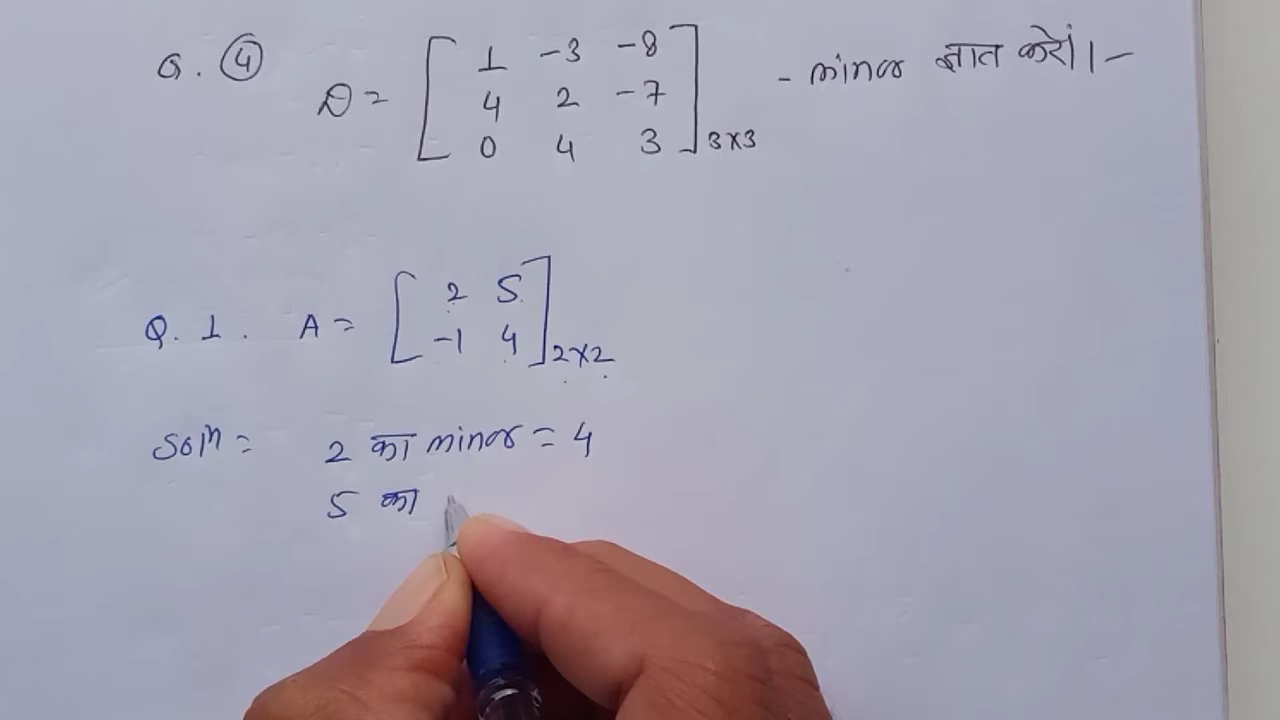 Q. ④ D = [ 1 -3 -8 - minor ज्ञात करें।-
4 2 -7
0 4 3 ]3x3
Q. 1. A = [ 2 5
-1 4 ]2x2
Soln = 2 का minor = 4
5 का